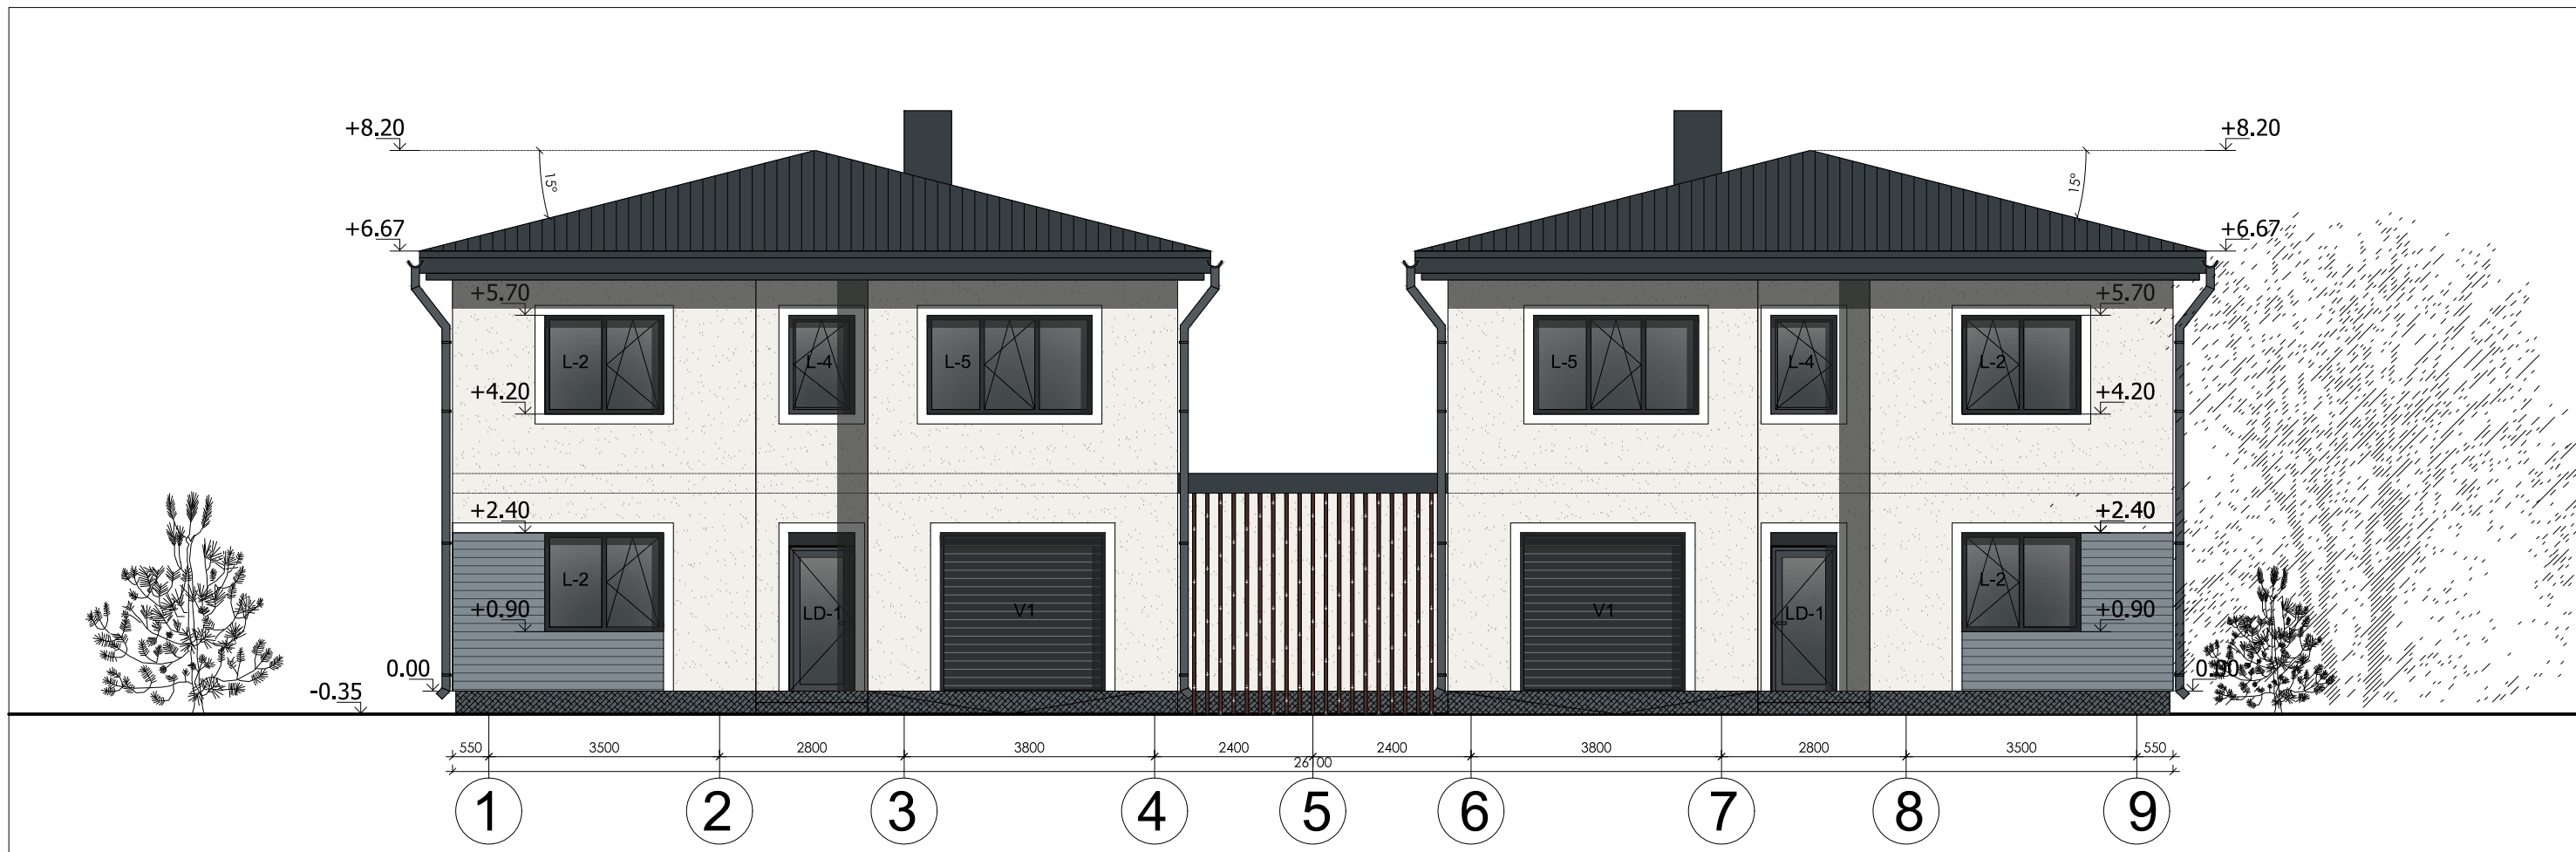 +8.20 +8.20
15° 15°
+6.67 +6.67
+5.70 +5.70
L-2 L-4 L-5 L-5 L-4 L-2
+4.20 +4.20
+2.40 +2.40
L-2 L-2
+0.90 +0.90
LD-1 V1 V1 LD-1
0.00 0.00
-0.35
550 3500 2800 3800 2400 2400 3800 2800 3500 550
26100
1 2 3 4 5 6 7 8 9